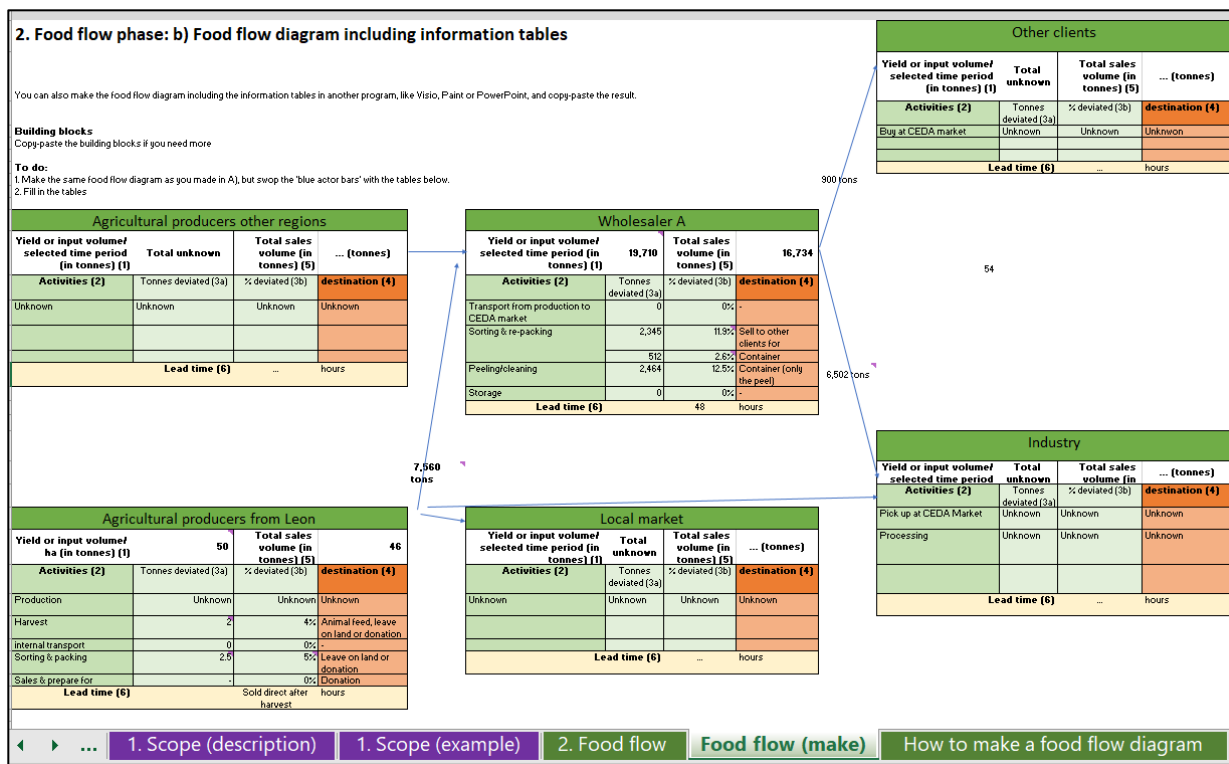 2. Food flow phase: b) Food flow diagram including information tables
You can also make the food flow diagram including the information tables in another program, like Visio, Paint or PowerPoint, and copy-paste the result.
Building blocks
Copy-paste the building blocks if you need more
To do:
1. Make the same food flow diagram as you made in A), but swop the 'blue actor bars' with the tables below.
2. Fill in the tables
Other clients
Yield or input volume/ selected time period (in tonnes) (1) Total unknown Total sales volume (in tonnes) (5) ... (tonnes)
Activities (2) Tonnes deviated (3a) % deviated (3b) destination (4)
Buy at CEDA market Unknown Unknown Unknwon
Lead time (6) ... hours
900 tons
Agricultural producers other regions
Yield or input volume/ selected time period (in tonnes) (1) Total unknown Total sales volume (in tonnes) (5) ... (tonnes)
Activities (2) Tonnes deviated (3a) % deviated (3b) destination (4)
Unknown Unknown Unknown Unknown
Lead time (6) ... hours
Wholesaler A
Yield or input volume/ selected time period (in tonnes) (1) 19,710 Total sales volume (in tonnes) (5) 16,734
Activities (2) Tonnes deviated (3a) % deviated (3b) destination (4)
Transport from production to CEDA market 0 0% -
Sorting & re-packing 2,345 11.9% Sell to other clients for
512 2.6% Container
Peeling/cleaning 2,464 12.5% Container (only the peel)
Storage 0 0% -
Lead time (6) 48 hours
54
6,502 tons
7,560 tons
Industry
Yield or input volume/ selected time period Total unknown Total sales volume (in ... (tonnes)
Activities (2) Tonnes deviated (3a) % deviated (3b) destination (4)
Pick up at CEDA Market Unknown Unknown Unknown
Processing Unknown Unknown Unknown
Lead time (6) ... hours
Agricultural producers from Leon
Yield or input volume/ ha (in tonnes) (1) 50 Total sales volume (in tonnes) (5) 46
Activities (2) Tonnes deviated (3a) % deviated (3b) destination (4)
Production Unknown Unknown Unknown
Harvest 2 4% Animal feed, leave on land or donation
internal transport 0 0% -
Sorting & packing 2.5 5% Leave on land or donation
Sales & prepare for - 0% Donation
Lead time (6) Sold direct after harvest hours
Local market
Yield or input volume/ selected time period (in tonnes) (1) Total unknown Total sales volume (in tonnes) (5) ... (tonnes)
Activities (2) Tonnes deviated (3a) % deviated (3b) destination (4)
Unknown Unknown Unknown Unknown
Lead time (6) ... hours
... 1. Scope (description) 1. Scope (example) 2. Food flow Food flow (make) How to make a food flow diagram